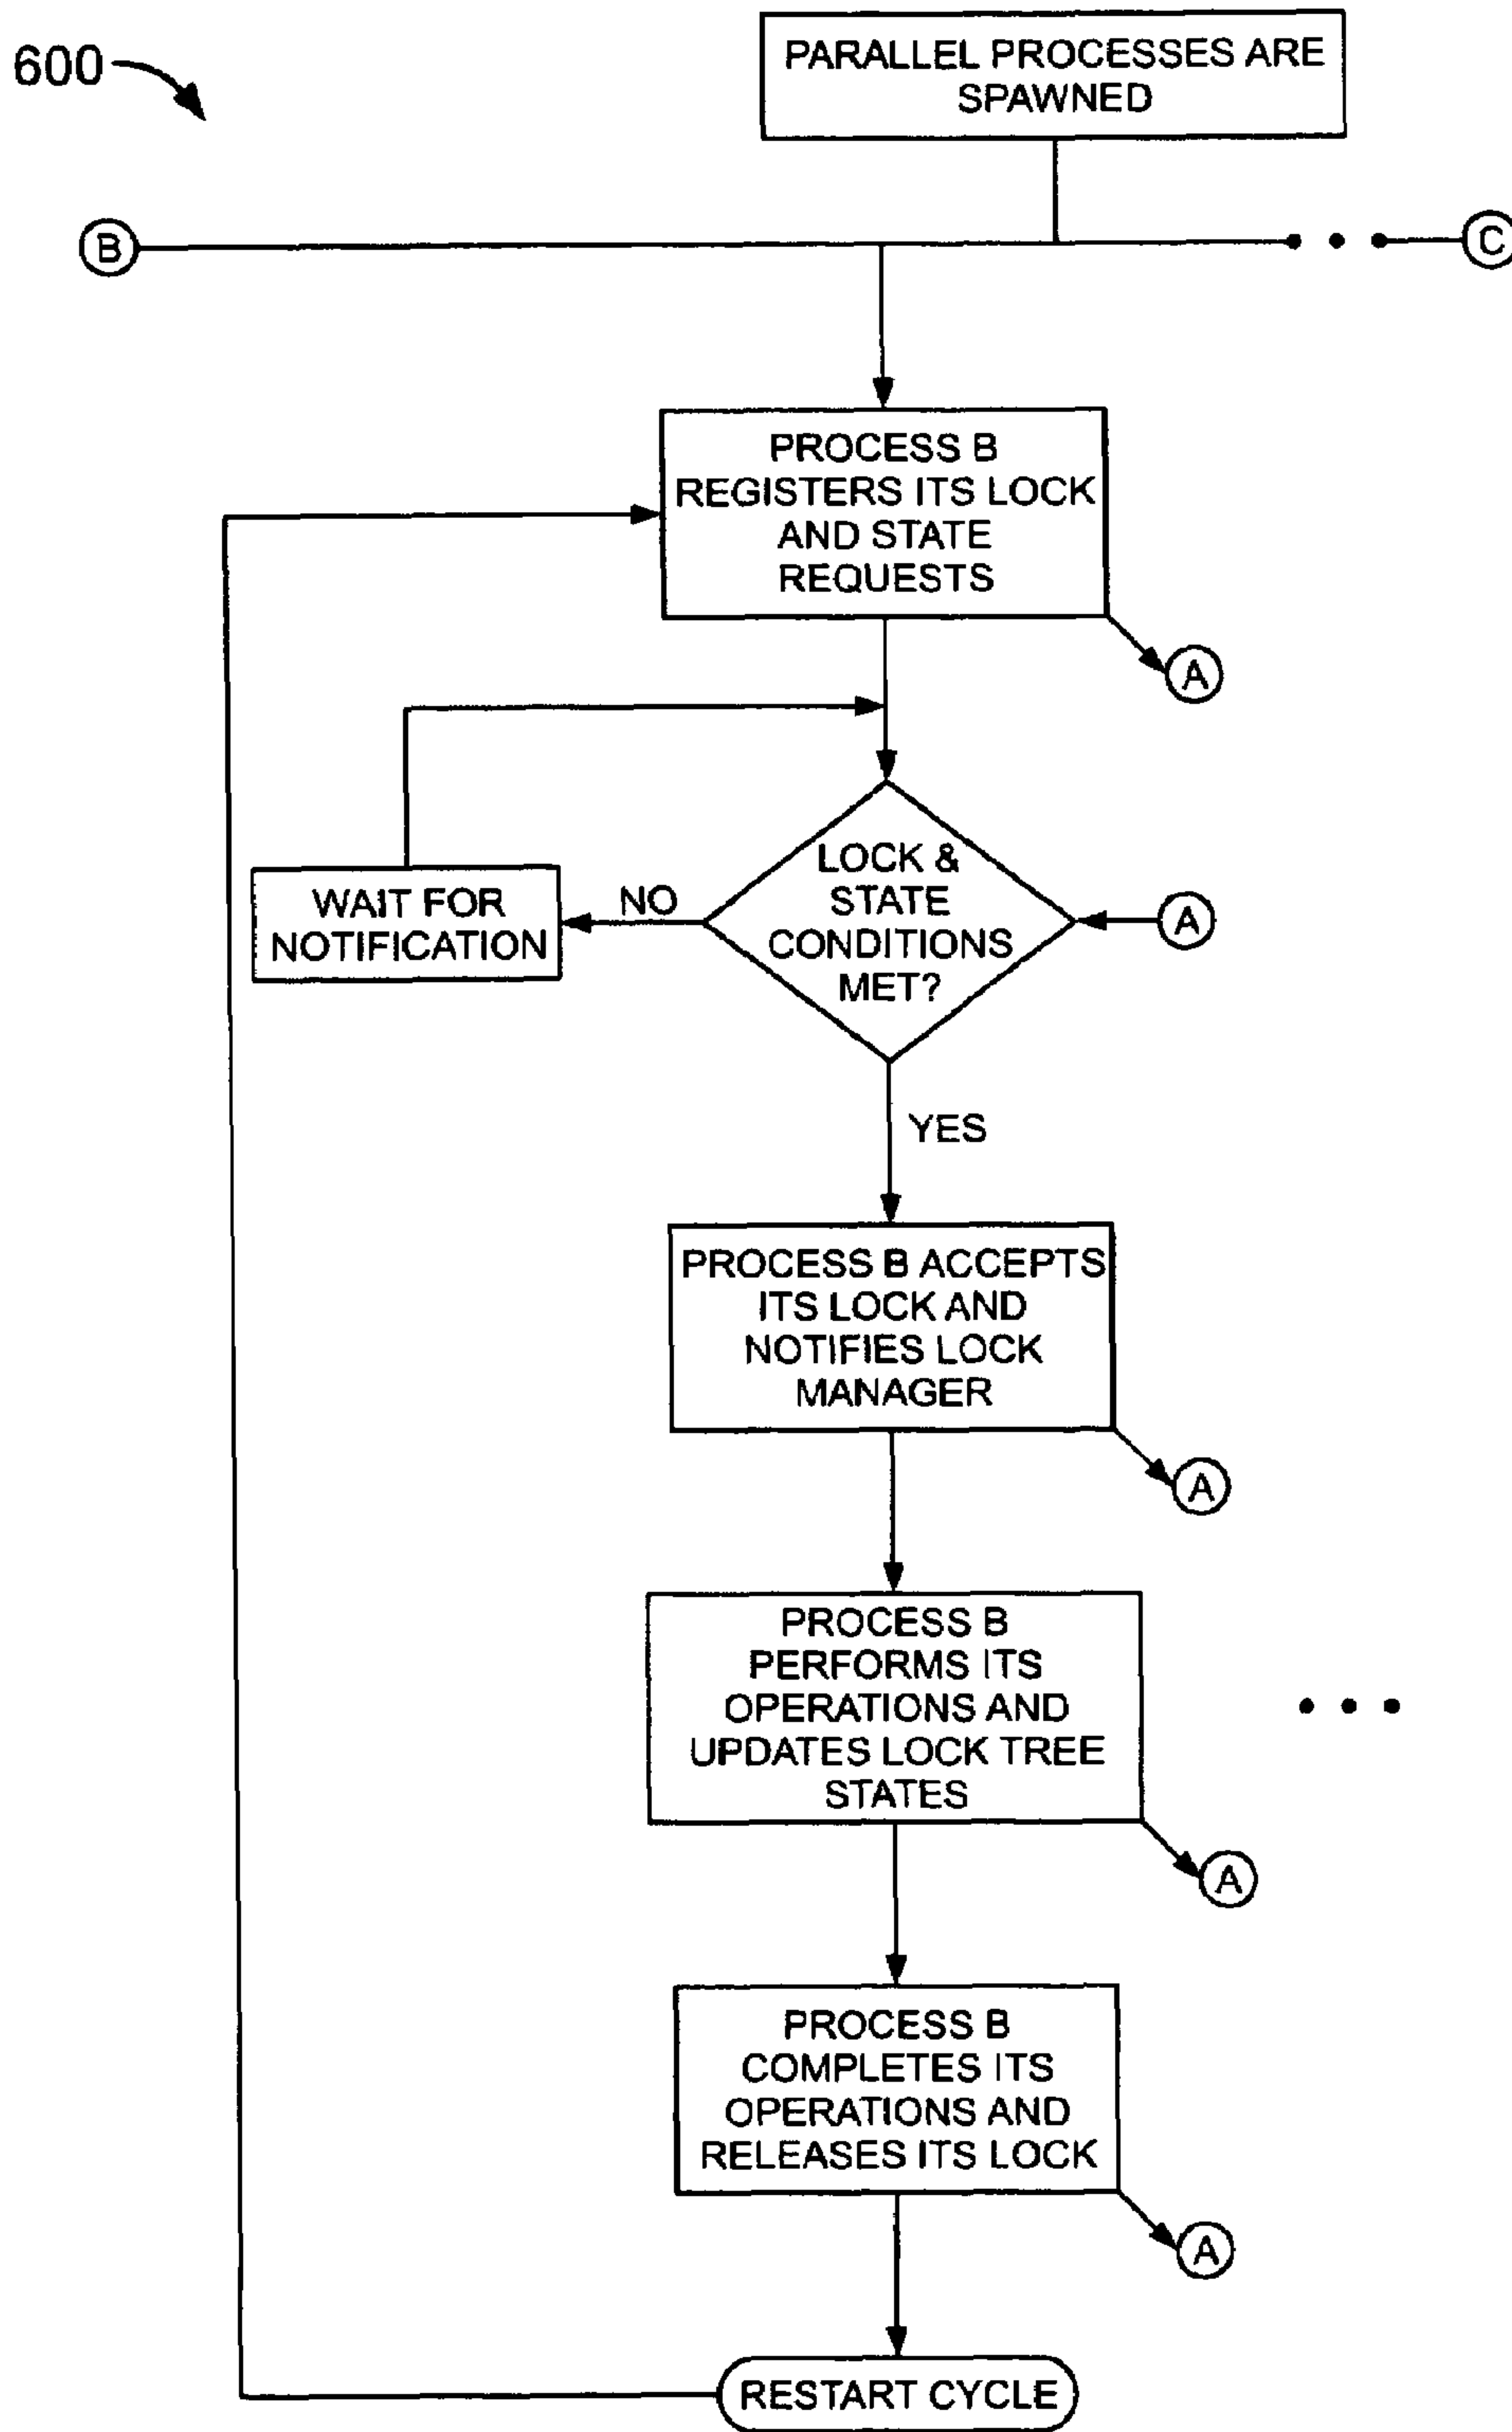 600
PARALLEL PROCESSES ARE
SPAWNED
B
C
PROCESS B
REGISTERS ITS LOCK
AND STATE
REQUESTS
A
LOCK &
STATE
CONDITIONS
MET?
NO
WAIT FOR
NOTIFICATION
A
YES
PROCESS B ACCEPTS
ITS LOCK AND
NOTIFIES LOCK
MANAGER
A
PROCESS B
PERFORMS ITS
OPERATIONS AND
UPDATES LOCK TREE
STATES
A
PROCESS B
COMPLETES ITS
OPERATIONS AND
RELEASES ITS LOCK
A
RESTART CYCLE